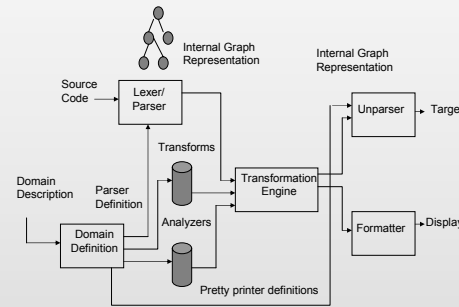 Internal Graph
Representation
Internal Graph
Representation
Source
Code
Lexer/
Parser
Unparser
Target
Transforms
Domain
Description
Parser
Definition
Transformation
Engine
Analyzers
Domain
Definition
Formatter
Display
Pretty printer definitions